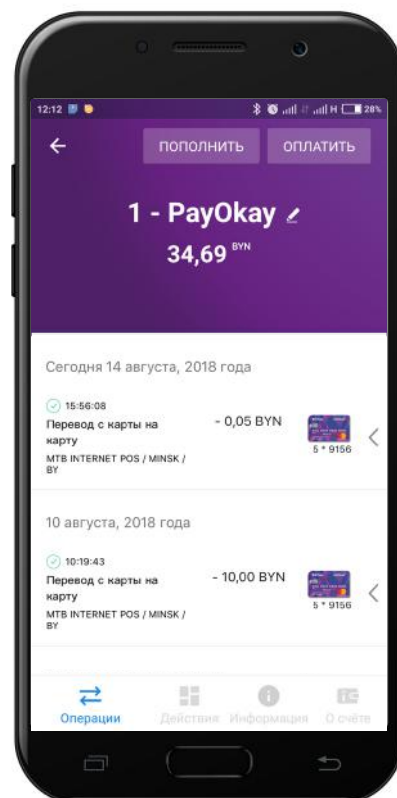 12:12 H 28%
ПОПОЛНИТЬ ОПЛАТИТЬ
1 - PayOkay
34,69 BYN
Сегодня 14 августа, 2018 года
15:56:08
Перевод с карты на
карту
- 0,05 BYN
MTB INTERNET POS / MINSK /
BY
5 * 9156
10 августа, 2018 года
10:19:43
Перевод с карты на
карту
- 10,00 BYN
MTB INTERNET POS / MINSK /
BY
5 * 9156
Операции Действия Информация О счёте